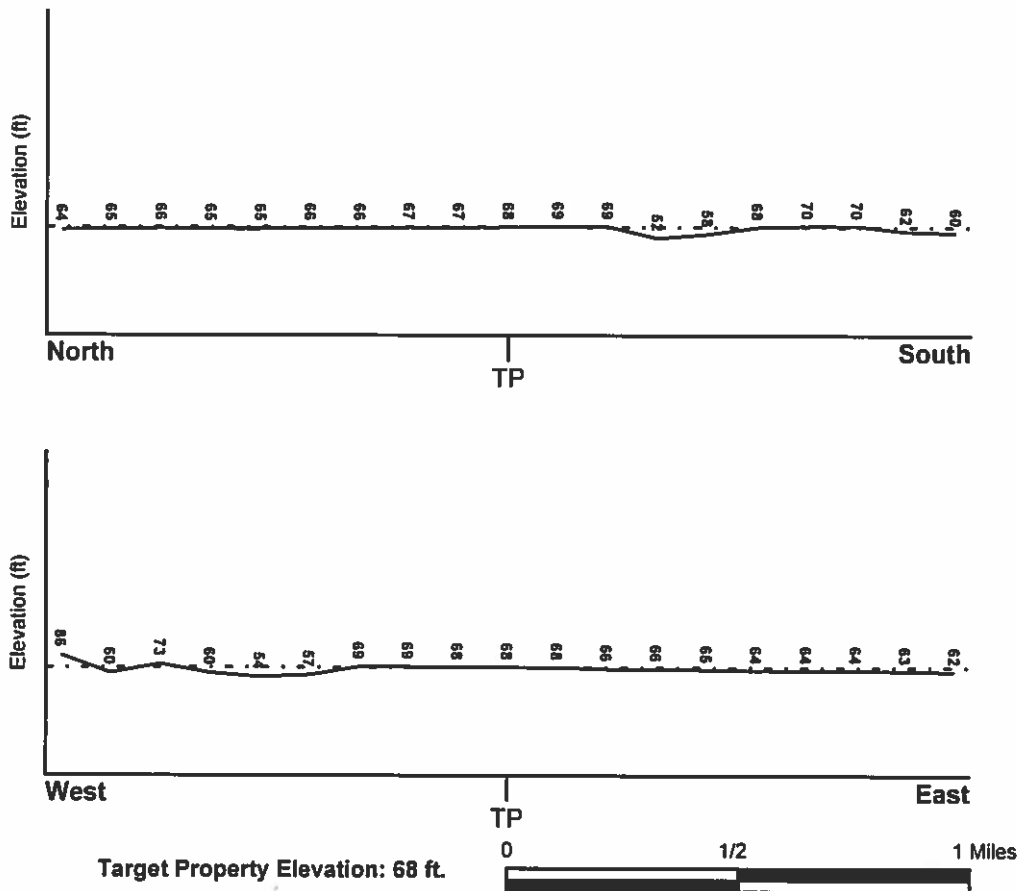 Elevation (ft)
64 65 66 65 65 66 66 67 67 68 69 69 52 58 68 70 70 62 60
North South
TP
Elevation (ft)
86 60 73 60 54 57 69 69 68 68 68 66 66 65 64 64 64 63 62
West East
TP
Target Property Elevation: 68 ft.
0 1/2 1 Miles